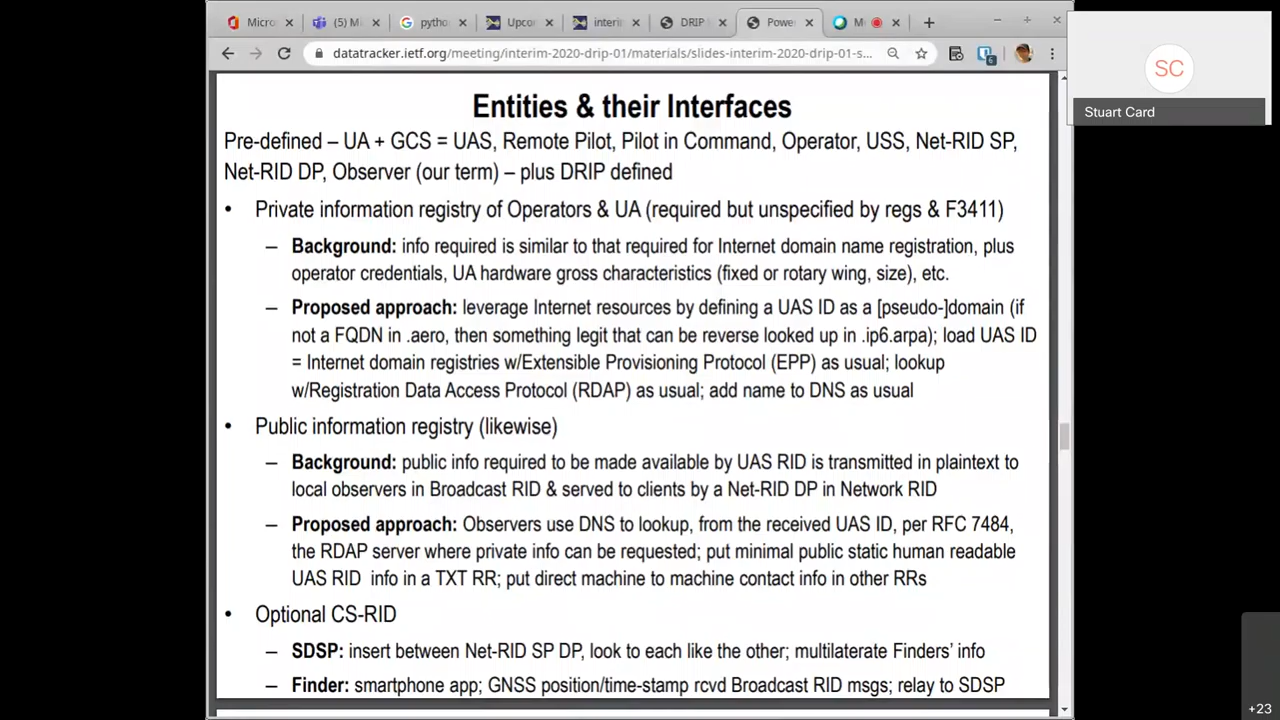 Micro
(5) Mi
pytho
Upco
interin
DRIP
Powe
M
datatracker.ietf.org/meeting/interim-2020-drip-01/materials/slides-interim-2020-drip-01-s...
6
SC
Stuart Card
Entities & their Interfaces
Pre-defined – UA + GCS = UAS, Remote Pilot, Pilot in Command, Operator, USS, Net-RID SP,
Net-RID DP, Observer (our term) – plus DRIP defined
• Private information registry of Operators & UA (required but unspecified by regs & F3411)
– Background: info required is similar to that required for Internet domain name registration, plus
operator credentials, UA hardware gross characteristics (fixed or rotary wing, size), etc.
– Proposed approach: leverage Internet resources by defining a UAS ID as a [pseudo-]domain (if
not a FQDN in .aero, then something legit that can be reverse looked up in .ip6.arpa); load UAS ID
= Internet domain registries w/Extensible Provisioning Protocol (EPP) as usual; lookup
w/Registration Data Access Protocol (RDAP) as usual; add name to DNS as usual
• Public information registry (likewise)
– Background: public info required to be made available by UAS RID is transmitted in plaintext to
local observers in Broadcast RID & served to clients by a Net-RID DP in Network RID
– Proposed approach: Observers use DNS to lookup, from the received UAS ID, per RFC 7484,
the RDAP server where private info can be requested; put minimal public static human readable
UAS RID info in a TXT RR; put direct machine to machine contact info in other RRs
• Optional CS-RID
– SDSP: insert between Net-RID SP DP, look to each like the other; multilaterate Finders' info
– Finder: smartphone app; GNSS position/time-stamp rcvd Broadcast RID msgs; relay to SDSP
+23